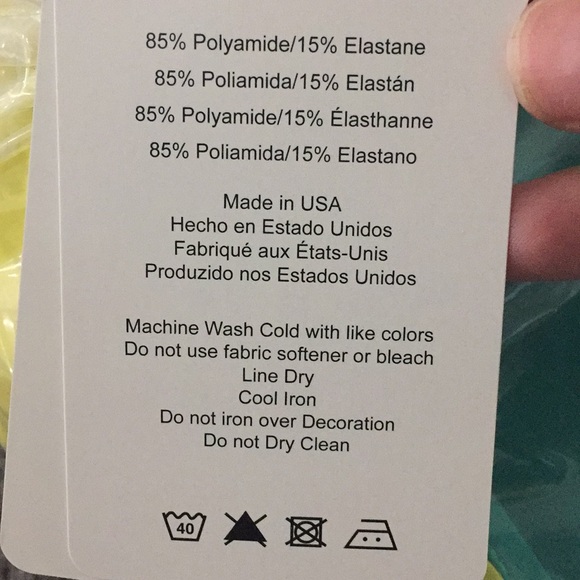 85% Polyamide/15% Elastane
85% Poliamida/15% Elastán
85% Polyamide/15% Élasthanne
85% Poliamida/15% Elastano
Made in USA
Hecho en Estado Unidos
Fabriqué aux États-Unis
Produzido nos Estados Unidos
Machine Wash Cold with like colors
Do not use fabric softener or bleach
Line Dry
Cool Iron
Do not iron over Decoration
Do not Dry Clean
40